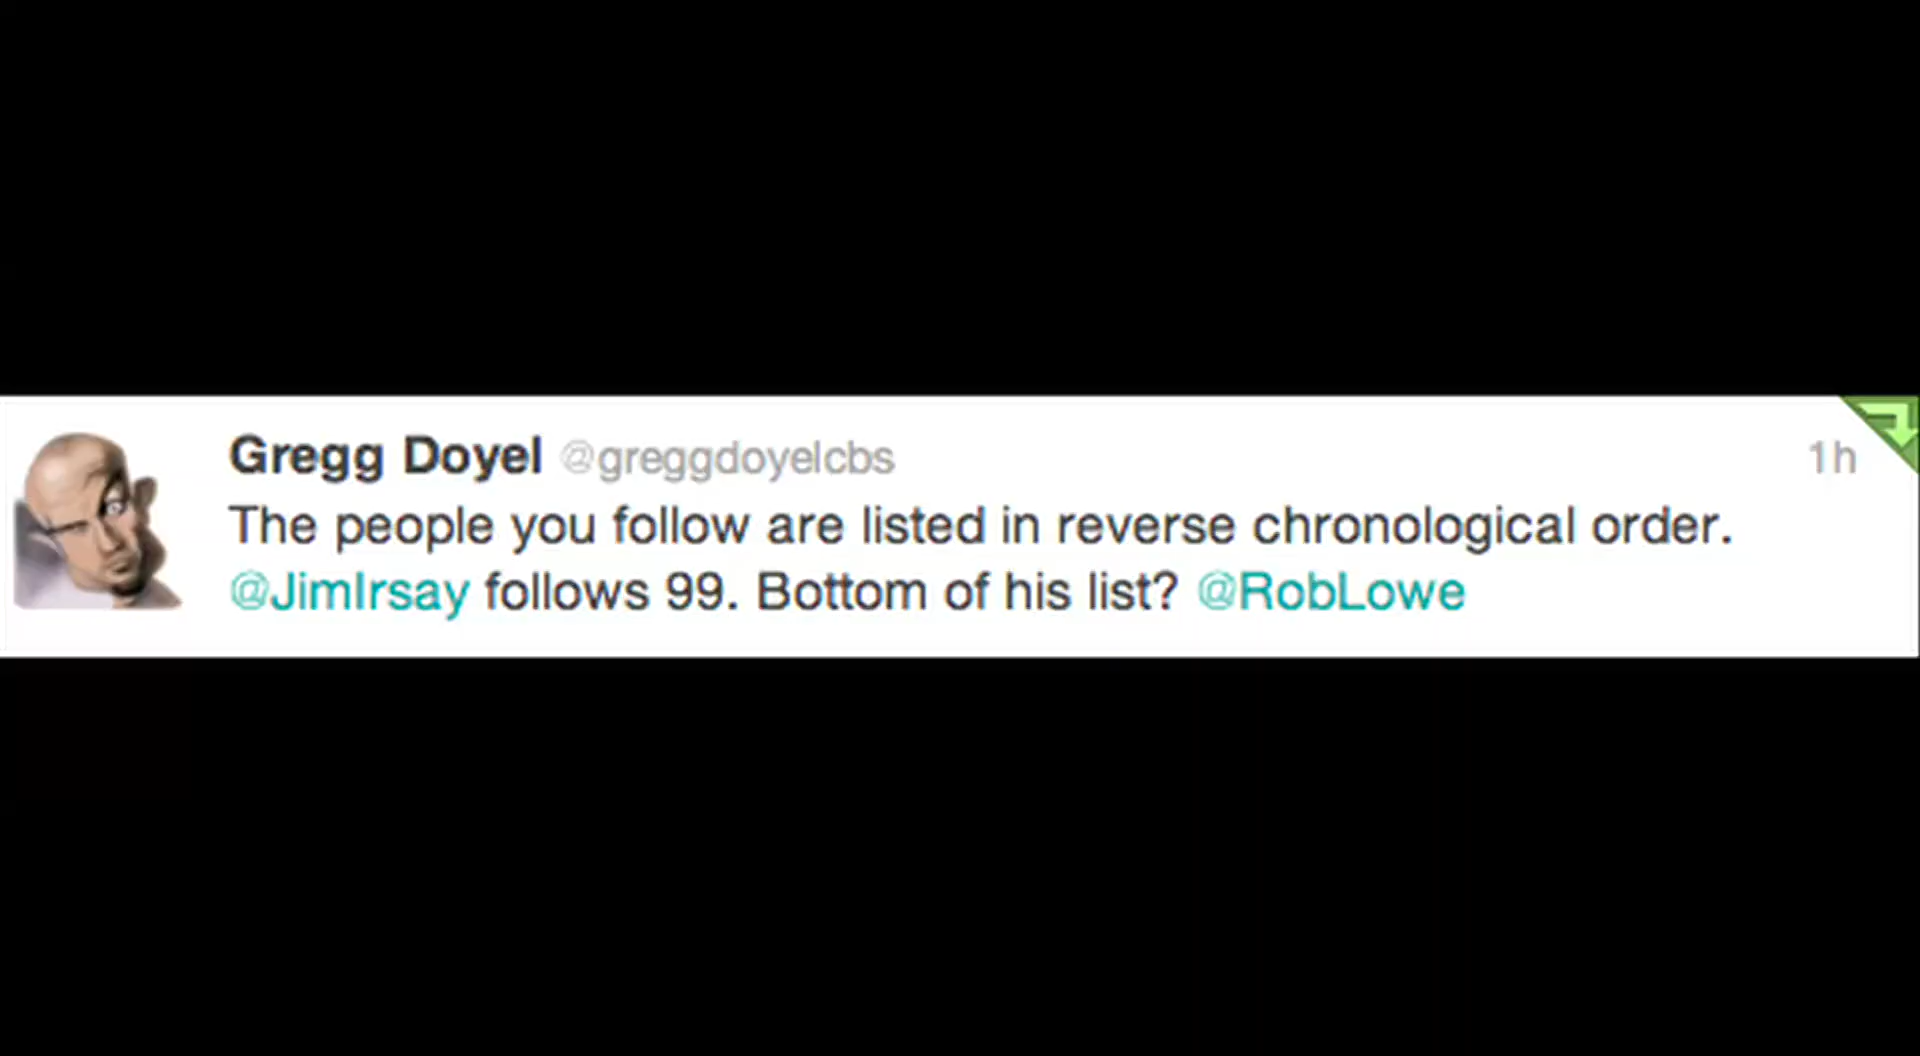 Gregg Doyel @greggdoyelcbs 1h
The people you follow are listed in reverse chronological order.
@JimIrsay follows 99. Bottom of his list? @RobLowe